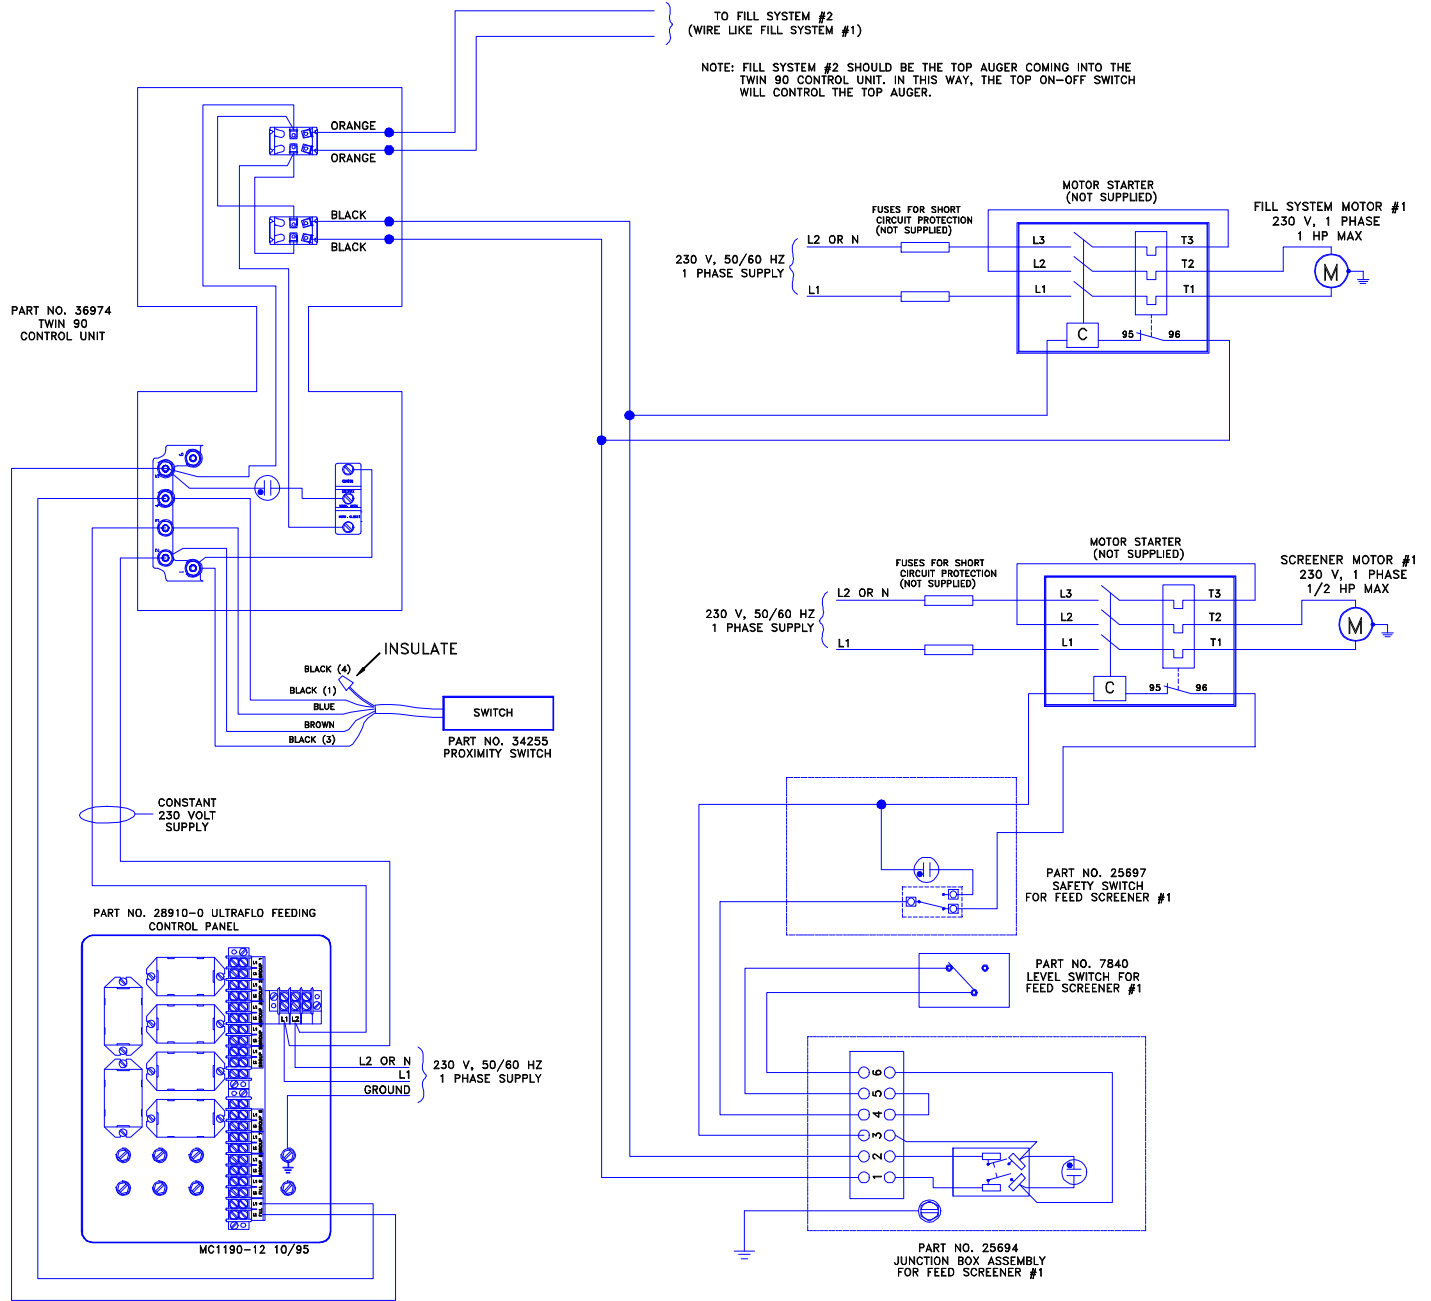 TO FILL SYSTEM #2
(WIRE LIKE FILL SYSTEM #1)
NOTE: FILL SYSTEM #2 SHOULD BE THE TOP AUGER COMING INTO THE
TWIN 90 CONTROL UNIT. IN THIS WAY, THE TOP ON-OFF SWITCH
WILL CONTROL THE TOP AUGER.
ORANGE
ORANGE
BLACK
BLACK
PART NO. 36974
TWIN 90
CONTROL UNIT
MOTOR STARTER
(NOT SUPPLIED)
FUSES FOR SHORT
CIRCUIT PROTECTION
(NOT SUPPLIED)
FILL SYSTEM MOTOR #1
230 V, 1 PHASE
1 HP MAX
230 V, 50/60 HZ
1 PHASE SUPPLY
L2 OR N
L1
L3
L2
L1
T3
T2
T1
C
95
96
M
MOTOR STARTER
(NOT SUPPLIED)
FUSES FOR SHORT
CIRCUIT PROTECTION
(NOT SUPPLIED)
SCREENER MOTOR #1
230 V, 1 PHASE
1/2 HP MAX
230 V, 50/60 HZ
1 PHASE SUPPLY
L2 OR N
L1
L3
L2
L1
T3
T2
T1
C
95
96
M
INSULATE
BLACK (4)
BLACK (1)
BLUE
BROWN
BLACK (3)
SWITCH
PART NO. 34255
PROXIMITY SWITCH
CONSTANT
230 VOLT
SUPPLY
PART NO. 25697
SAFETY SWITCH
FOR FEED SCREENER #1
PART NO. 28910-0 ULTRAFLO FEEDING
CONTROL PANEL
L1 L2
L2 OR N
L1
GROUND
230 V, 50/60 HZ
1 PHASE SUPPLY
MC1190-12 10/95
PART NO. 7840
LEVEL SWITCH FOR
FEED SCREENER #1
6
5
4
3
2
1
PART NO. 25694
JUNCTION BOX ASSEMBLY
FOR FEED SCREENER #1